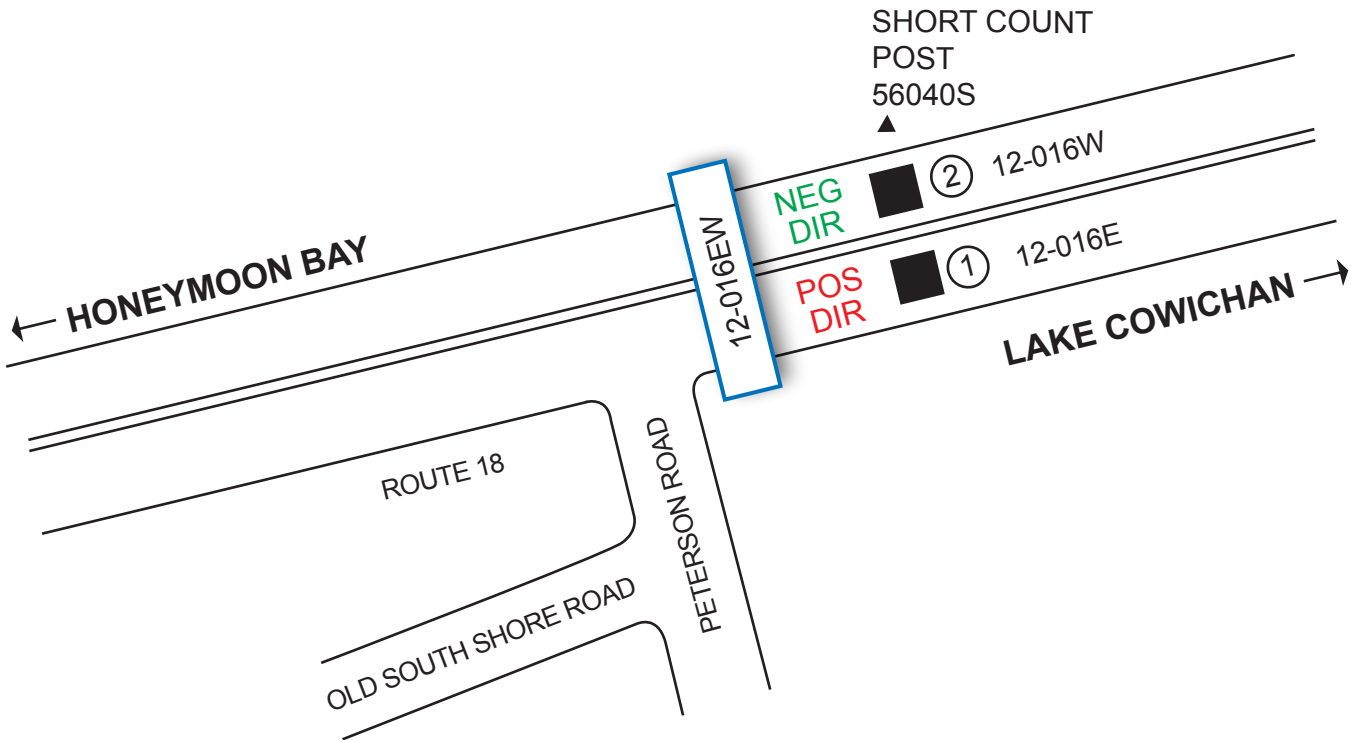 SHORT COUNT
POST
56040S
NEG
DIR
2
12-016W
12-016EW
POS
DIR
1
12-016E
HONEYMOON BAY
LAKE COWICHAN
ROUTE 18
PETERSON ROAD
OLD SOUTH SHORE ROAD